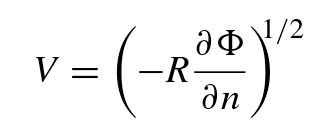 V = (-R ∂Φ/∂n)^{1/2}